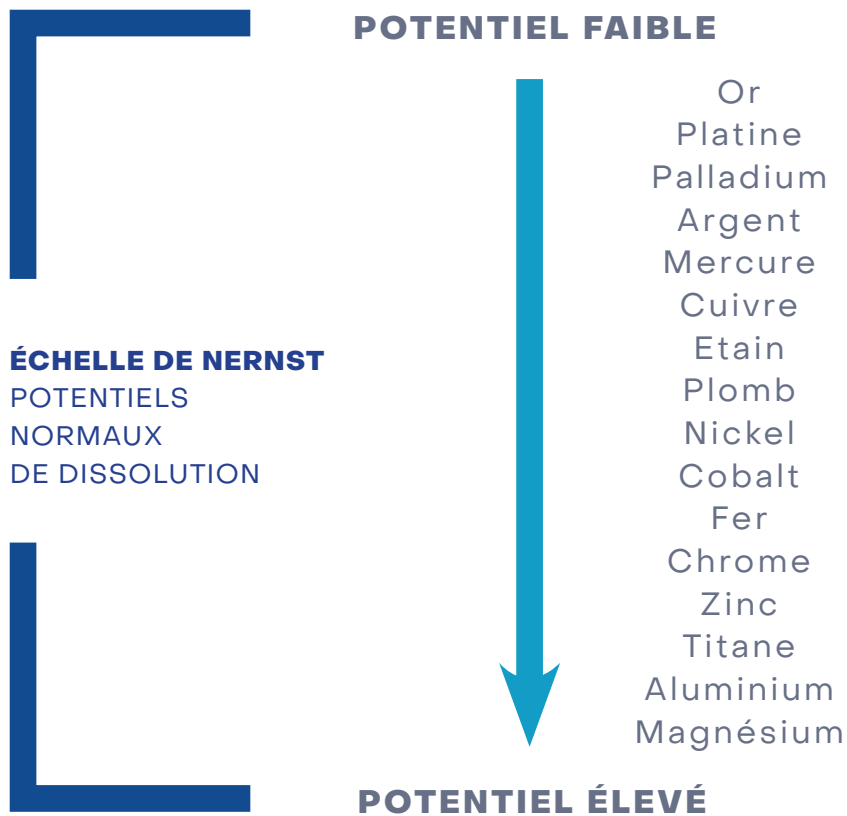 POTENTIEL FAIBLE
Or
Platine
Palladium
Argent
Mercure
Cuivre
Etain
Plomb
Nickel
Cobalt
Fer
Chrome
Zinc
Titane
Aluminium
Magnésium
ÉCHELLE DE NERNST
POTENTIELS
NORMAUX
DE DISSOLUTION
POTENTIEL ÉLEVÉ